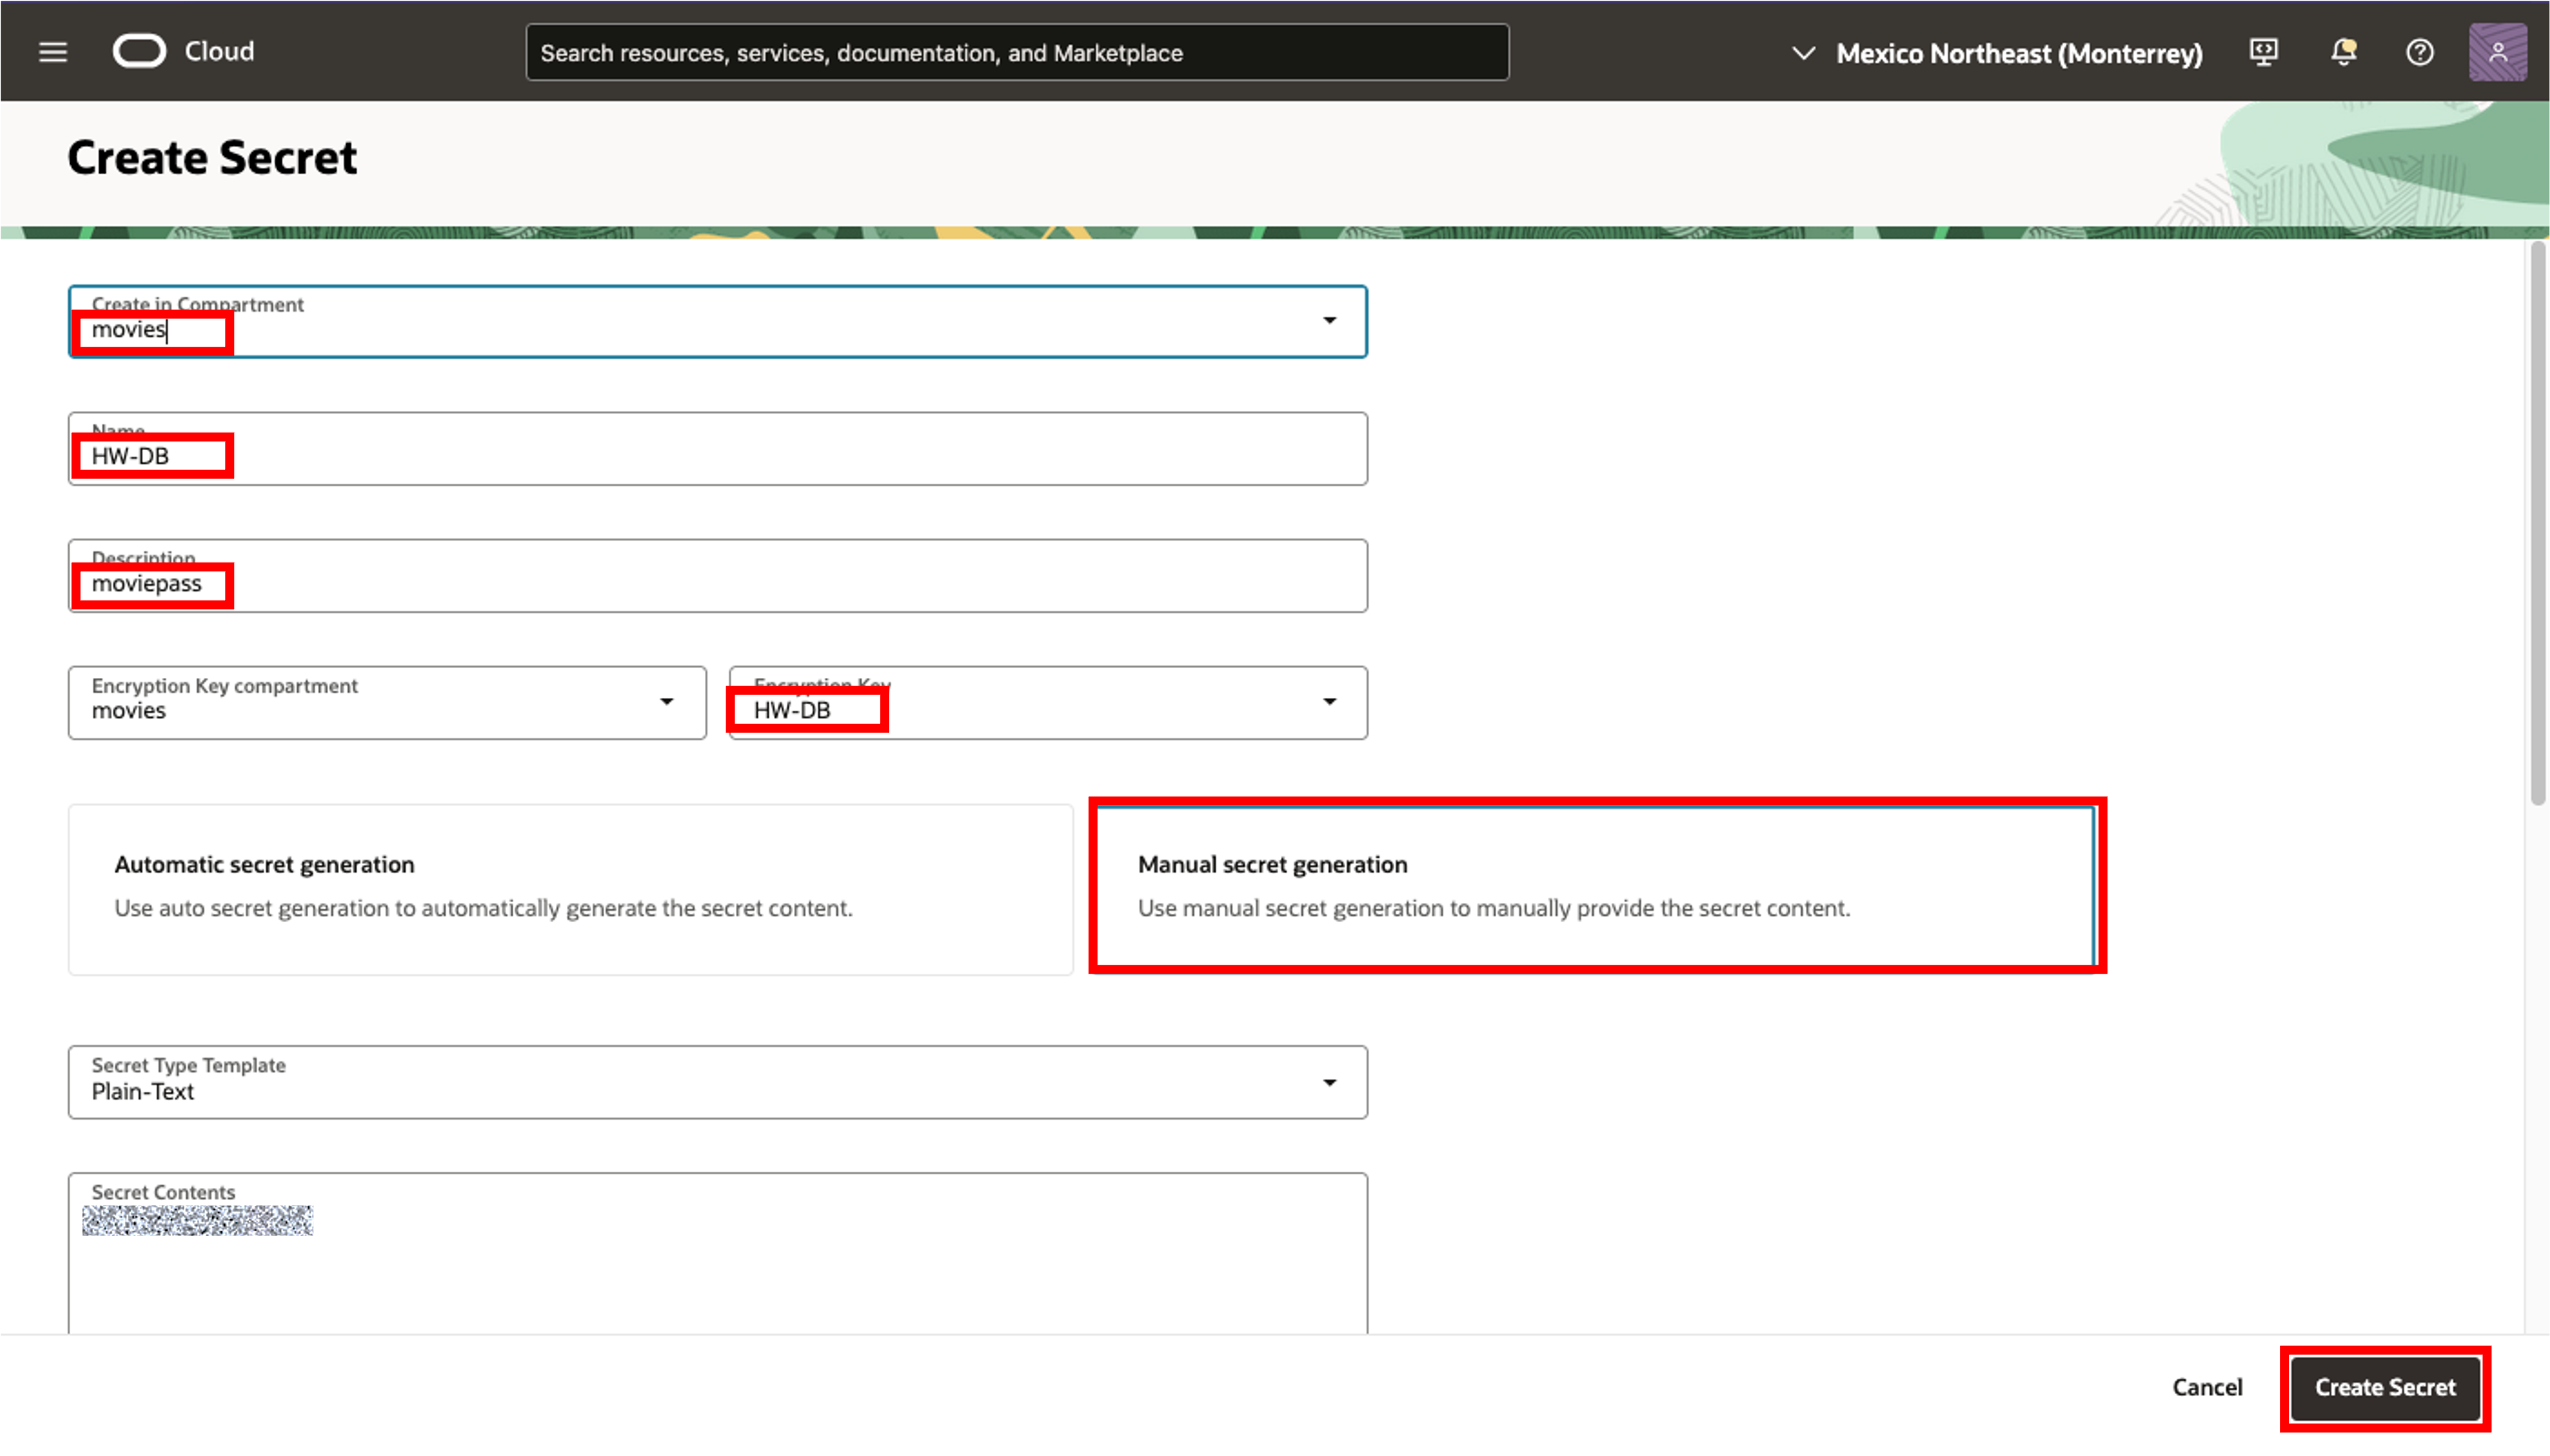 Cloud
Search resources, services, documentation, and Marketplace
Mexico Northeast (Monterrey)
Create Secret
Create in Compartment
movies
Name
HW-DB
Description
moviepass
Encryption Key compartment
movies
Encryption Key
HW-DB
Automatic secret generation
Use auto secret generation to automatically generate the secret content.
Manual secret generation
Use manual secret generation to manually provide the secret content.
Secret Type Template
Plain-Text
Secret Contents
Cancel
Create Secret